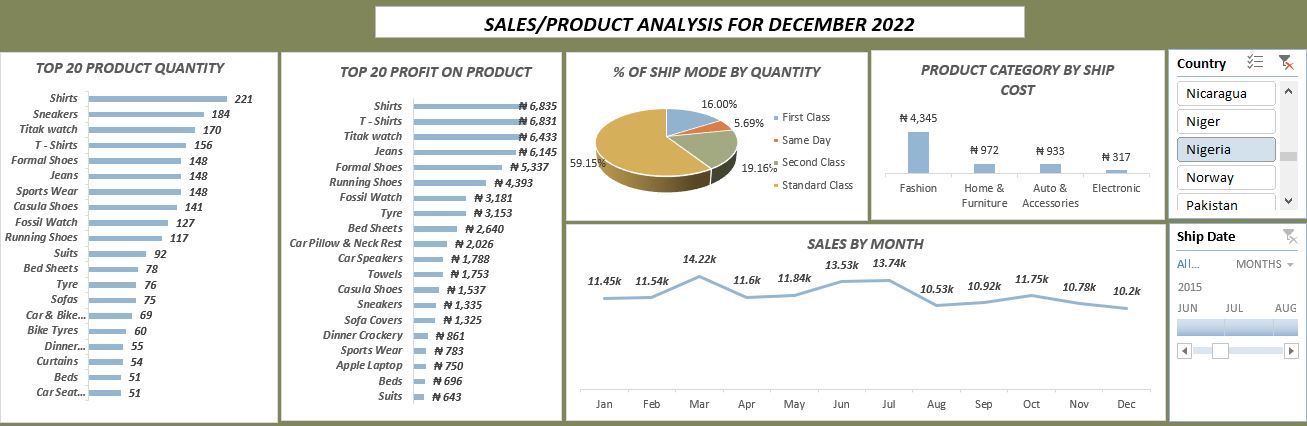 SALES/PRODUCT ANALYSIS FOR DECEMBER 2022
TOP 20 PRODUCT QUANTITY
Shirts 221
Sneakers 184
Titak watch 170
T - Shirts 156
Formal Shoes 148
Jeans 148
Sports Wear 148
Casula Shoes 141
Fossil Watch 127
Running Shoes 117
Suits 92
Bed Sheets 78
Tyre 76
Sofas 75
Car & Bike... 69
Bike Tyres 60
Dinner... 55
Curtains 54
Beds 51
Car Seat... 51
TOP 20 PROFIT ON PRODUCT
Shirts ₦ 6,835
T - Shirts ₦ 6,831
Titak watch ₦ 6,433
Jeans ₦ 6,145
Formal Shoes ₦ 5,337
Running Shoes ₦ 4,393
Fossil Watch ₦ 3,181
Tyre ₦ 3,153
Bed Sheets ₦ 2,640
Car Pillow & Neck Rest ₦ 2,026
Car Speakers ₦ 1,788
Towels ₦ 1,753
Casula Shoes ₦ 1,537
Sneakers ₦ 1,335
Sofa Covers ₦ 1,325
Dinner Crockery ₦ 861
Sports Wear ₦ 783
Apple Laptop ₦ 750
Beds ₦ 696
Suits ₦ 643
% OF SHIP MODE BY QUANTITY
16.00%
5.69%
19.16%
59.15%
First Class
Same Day
Second Class
Standard Class
PRODUCT CATEGORY BY SHIP
COST
₦ 4,345 ₦ 972 ₦ 933 ₦ 317
Fashion Home & Auto & Electronic
Furniture Accessories
SALES BY MONTH
11.45k 11.54k 14.22k 11.6k 11.84k 13.53k 13.74k 10.53k 10.92k 11.75k 10.78k 10.2k
Jan Feb Mar Apr May Jun Jul Aug Sep Oct Nov Dec
Country
Nicaragua
Niger
Nigeria
Norway
Pakistan
Ship Date
All... MONTHS
2015
JUN JUL AUG